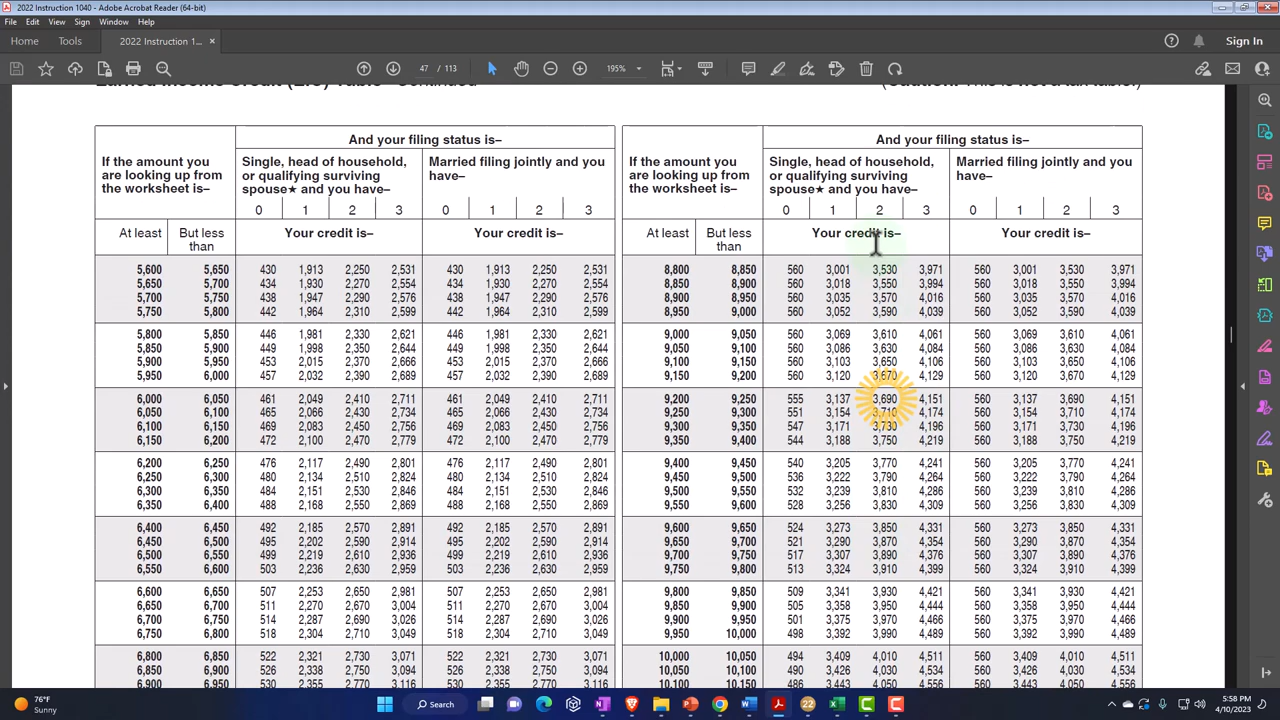 2022 Instruction 1040 - Adobe Acrobat Reader (64-bit)
File Edit View Sign Window Help
Home Tools 2022 Instruction 1... × Sign In
47 / 113 195%
Earned Income Credit (EIC) Table - Continued (Caution. This is not a tax table.)
And your filing status is– And your filing status is–
If the amount you are looking up from the worksheet is– Single, head of household, or qualifying surviving spouse★ and you have– Married filing jointly and you have– If the amount you are looking up from the worksheet is– Single, head of household, or qualifying surviving spouse★ and you have– Married filing jointly and you have–
0 1 2 3 0 1 2 3 0 1 2 3 0 1 2 3
At least But less than Your credit is– Your credit is– At least But less than Your credit is– Your credit is–
5,600 5,650 430 1,913 2,250 2,531 430 1,913 2,250 2,531 8,800 8,850 560 3,001 3,530 3,971 560 3,001 3,530 3,971
5,650 5,700 434 1,930 2,270 2,554 434 1,930 2,270 2,554 8,850 8,900 560 3,018 3,550 3,994 560 3,018 3,550 3,994
5,700 5,750 438 1,947 2,290 2,576 438 1,947 2,290 2,576 8,900 8,950 560 3,035 3,570 4,016 560 3,035 3,570 4,016
5,750 5,800 442 1,964 2,310 2,599 442 1,964 2,310 2,599 8,950 9,000 560 3,052 3,590 4,039 560 3,052 3,590 4,039
5,800 5,850 446 1,981 2,330 2,621 446 1,981 2,330 2,621 9,000 9,050 560 3,069 3,610 4,061 560 3,069 3,610 4,061
5,850 5,900 449 1,998 2,350 2,644 449 1,998 2,350 2,644 9,050 9,100 560 3,086 3,630 4,084 560 3,086 3,630 4,084
5,900 5,950 453 2,015 2,370 2,666 453 2,015 2,370 2,666 9,100 9,150 560 3,103 3,650 4,106 560 3,103 3,650 4,106
5,950 6,000 457 2,032 2,390 2,689 457 2,032 2,390 2,689 9,150 9,200 560 3,120 3,670 4,129 560 3,120 3,670 4,129
6,000 6,050 461 2,049 2,410 2,711 461 2,049 2,410 2,711 9,200 9,250 555 3,137 3,690 4,151 560 3,137 3,690 4,151
6,050 6,100 465 2,066 2,430 2,734 465 2,066 2,430 2,734 9,250 9,300 551 3,154 3,710 4,174 560 3,154 3,710 4,174
6,100 6,150 469 2,083 2,450 2,756 469 2,083 2,450 2,756 9,300 9,350 547 3,171 3,730 4,196 560 3,171 3,730 4,196
6,150 6,200 472 2,100 2,470 2,779 472 2,100 2,470 2,779 9,350 9,400 544 3,188 3,750 4,219 560 3,188 3,750 4,219
6,200 6,250 476 2,117 2,490 2,801 476 2,117 2,490 2,801 9,400 9,450 540 3,205 3,770 4,241 560 3,205 3,770 4,241
6,250 6,300 480 2,134 2,510 2,824 480 2,134 2,510 2,824 9,450 9,500 536 3,222 3,790 4,264 560 3,222 3,790 4,264
6,300 6,350 484 2,151 2,530 2,846 484 2,151 2,530 2,846 9,500 9,550 532 3,239 3,810 4,286 560 3,239 3,810 4,286
6,350 6,400 488 2,168 2,550 2,869 488 2,168 2,550 2,869 9,550 9,600 528 3,256 3,830 4,309 560 3,256 3,830 4,309
6,400 6,450 492 2,185 2,570 2,891 492 2,185 2,570 2,891 9,600 9,650 524 3,273 3,850 4,331 560 3,273 3,850 4,331
6,450 6,500 495 2,202 2,590 2,914 495 2,202 2,590 2,914 9,650 9,700 521 3,290 3,870 4,354 560 3,290 3,870 4,354
6,500 6,550 499 2,219 2,610 2,936 499 2,219 2,610 2,936 9,700 9,750 517 3,307 3,890 4,376 560 3,307 3,890 4,376
6,550 6,600 503 2,236 2,630 2,959 503 2,236 2,630 2,959 9,750 9,800 513 3,324 3,910 4,399 560 3,324 3,910 4,399
6,600 6,650 507 2,253 2,650 2,981 507 2,253 2,650 2,981 9,800 9,850 509 3,341 3,930 4,421 560 3,341 3,930 4,421
6,650 6,700 511 2,270 2,670 3,004 511 2,270 2,670 3,004 9,850 9,900 505 3,358 3,950 4,444 560 3,358 3,950 4,444
6,700 6,750 514 2,287 2,690 3,026 514 2,287 2,690 3,026 9,900 9,950 501 3,375 3,970 4,466 560 3,375 3,970 4,466
6,750 6,800 518 2,304 2,710 3,049 518 2,304 2,710 3,049 9,950 10,000 498 3,392 3,990 4,489 560 3,392 3,990 4,489
6,800 6,850 522 2,321 2,730 3,071 522 2,321 2,730 3,071 10,000 10,050 494 3,409 4,010 4,511 560 3,409 4,010 4,511
6,850 6,900 526 2,338 2,750 3,094 526 2,338 2,750 3,094 10,050 10,100 490 3,426 4,030 4,534 560 3,426 4,030 4,534
6,900 6,950 530 2,355 2,770 3,116 530 2,355 2,770 3,116 10,100 10,150 486 3,443 4,050 4,556 560 3,443 4,050 4,556
76°F
Sunny
Search
22
5:58 PM
4/10/2023